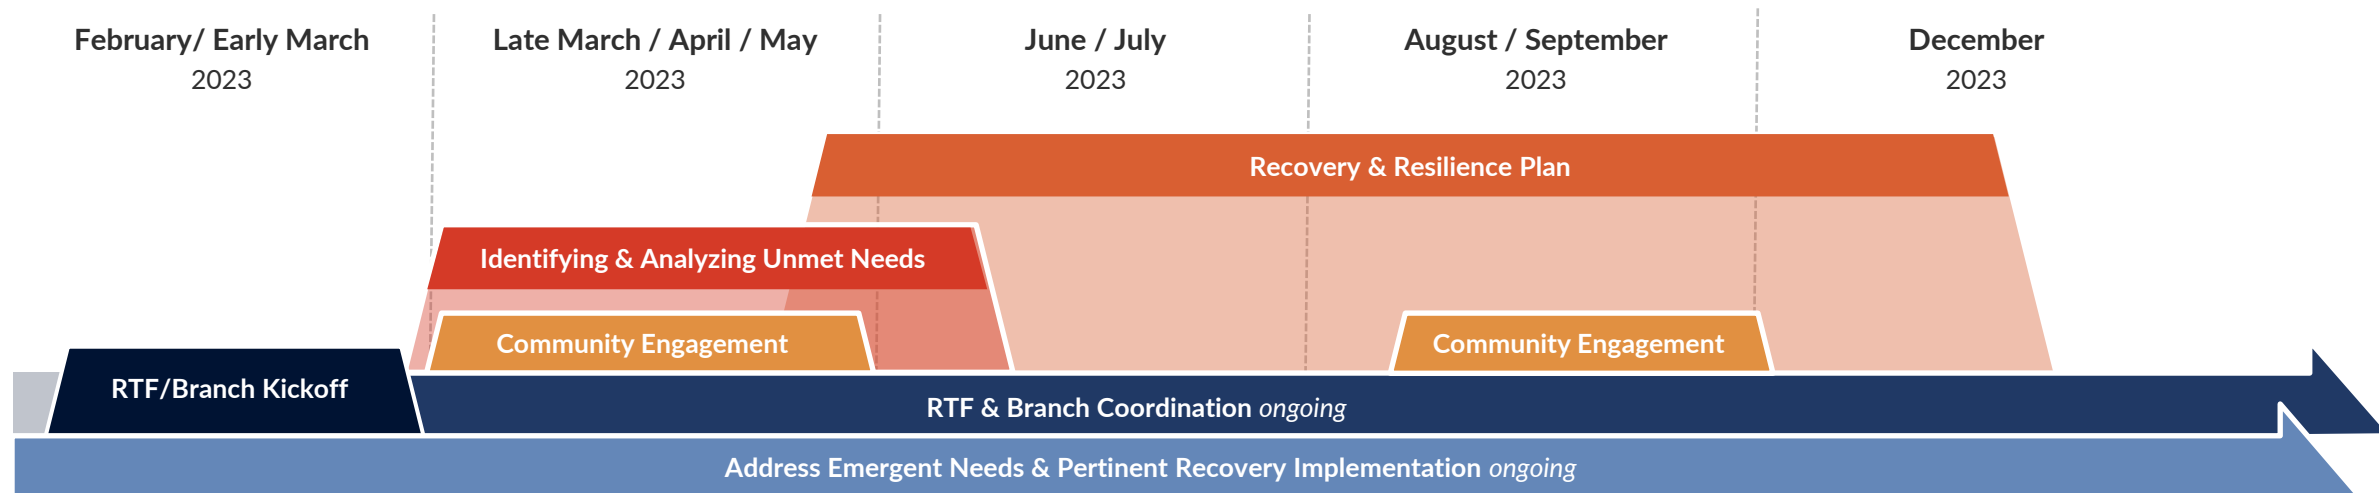 February/ Early March
2023
Late March / April / May
2023
June / July
2023
August / September
2023
December
2023
Recovery & Resilience Plan
Identifying & Analyzing Unmet Needs
Community Engagement
Community Engagement
RTF/Branch Kickoff
RTF & Branch Coordination ongoing
Address Emergent Needs & Pertinent Recovery Implementation ongoing